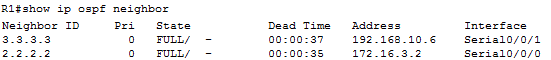 R1#show ip ospf neighbor
Neighbor ID     Pri   State           Dead Time   Address         Interface
3.3.3.3           0   FULL/  -        00:00:37    192.168.10.6    Serial0/0/1
2.2.2.2           0   FULL/  -        00:00:35    172.16.3.2      Serial0/0/0